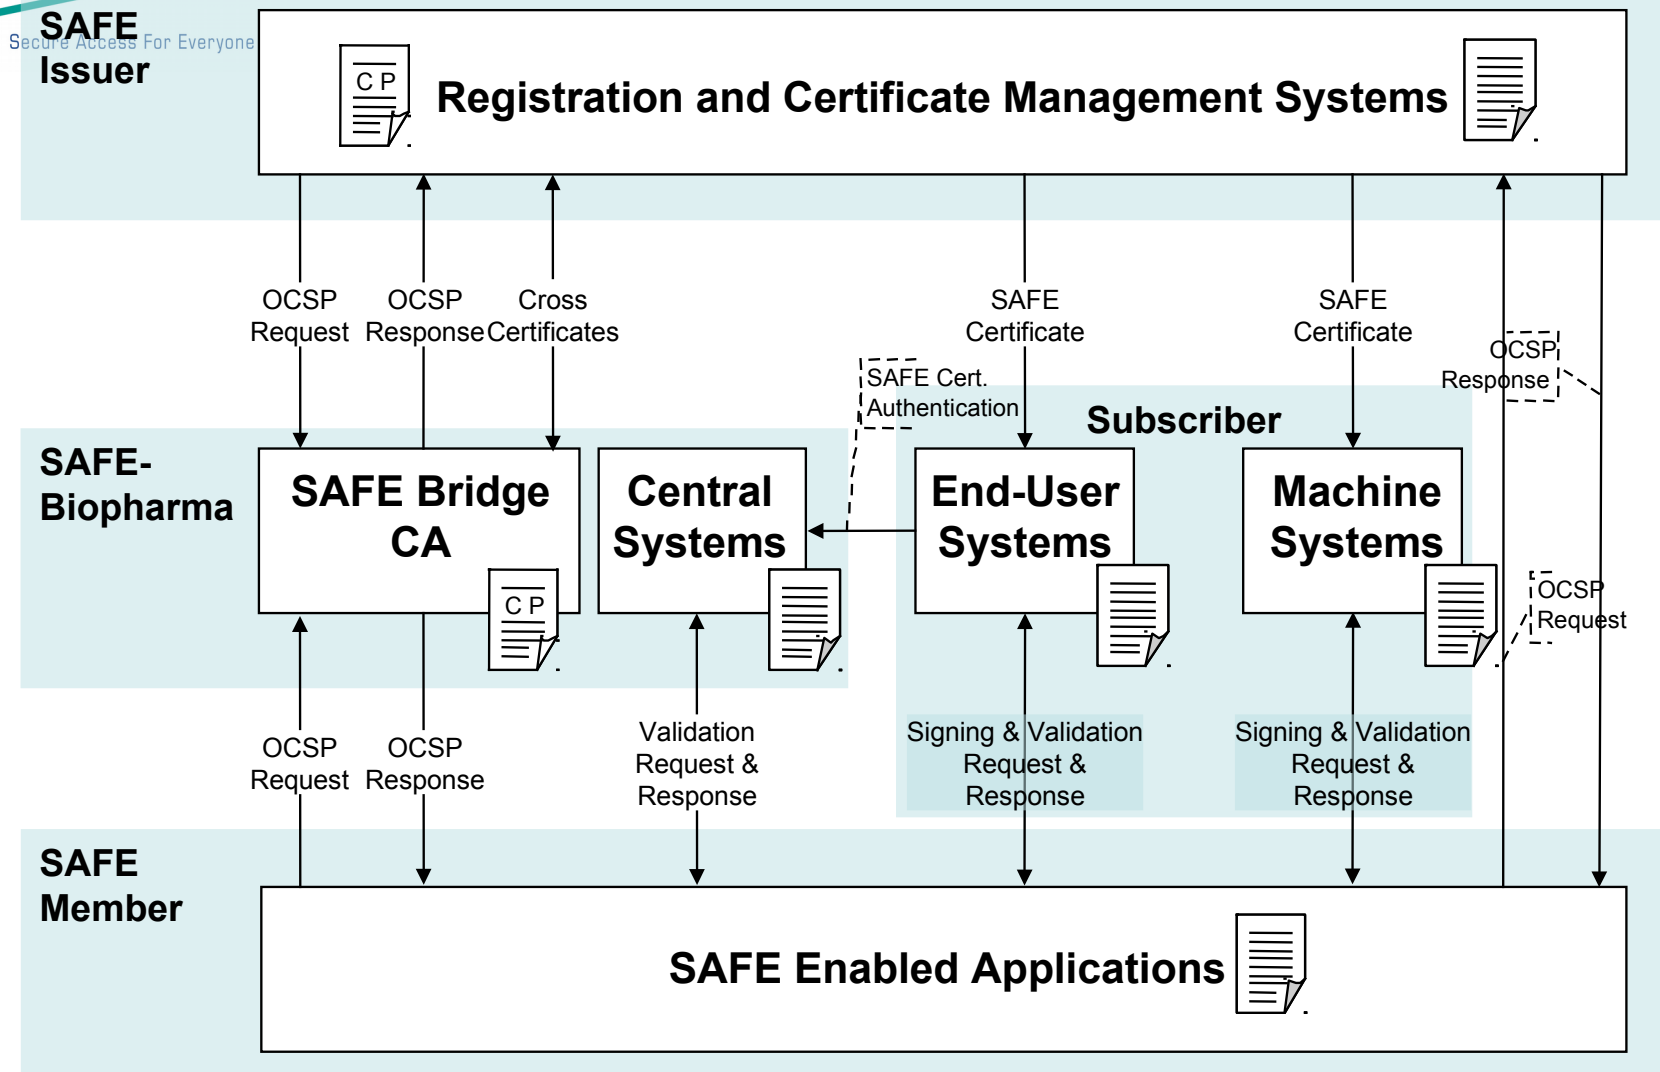 SAFE
Issuer
Secure Access For Everyone
C P
Registration and Certificate Management Systems
OCSP
Request
OCSP
Response
Cross
Certificates
SAFE
Certificate
SAFE
Certificate
OCSP
Response
SAFE Cert.
Authentication
Subscriber
SAFE-
Biopharma
SAFE Bridge
CA
C P
Central
Systems
End-User
Systems
Machine
Systems
OCSP
Request
OCSP
Request
OCSP
Response
Validation
Request &
Response
Signing & Validation
Request &
Response
Signing & Validation
Request &
Response
SAFE
Member
SAFE Enabled Applications